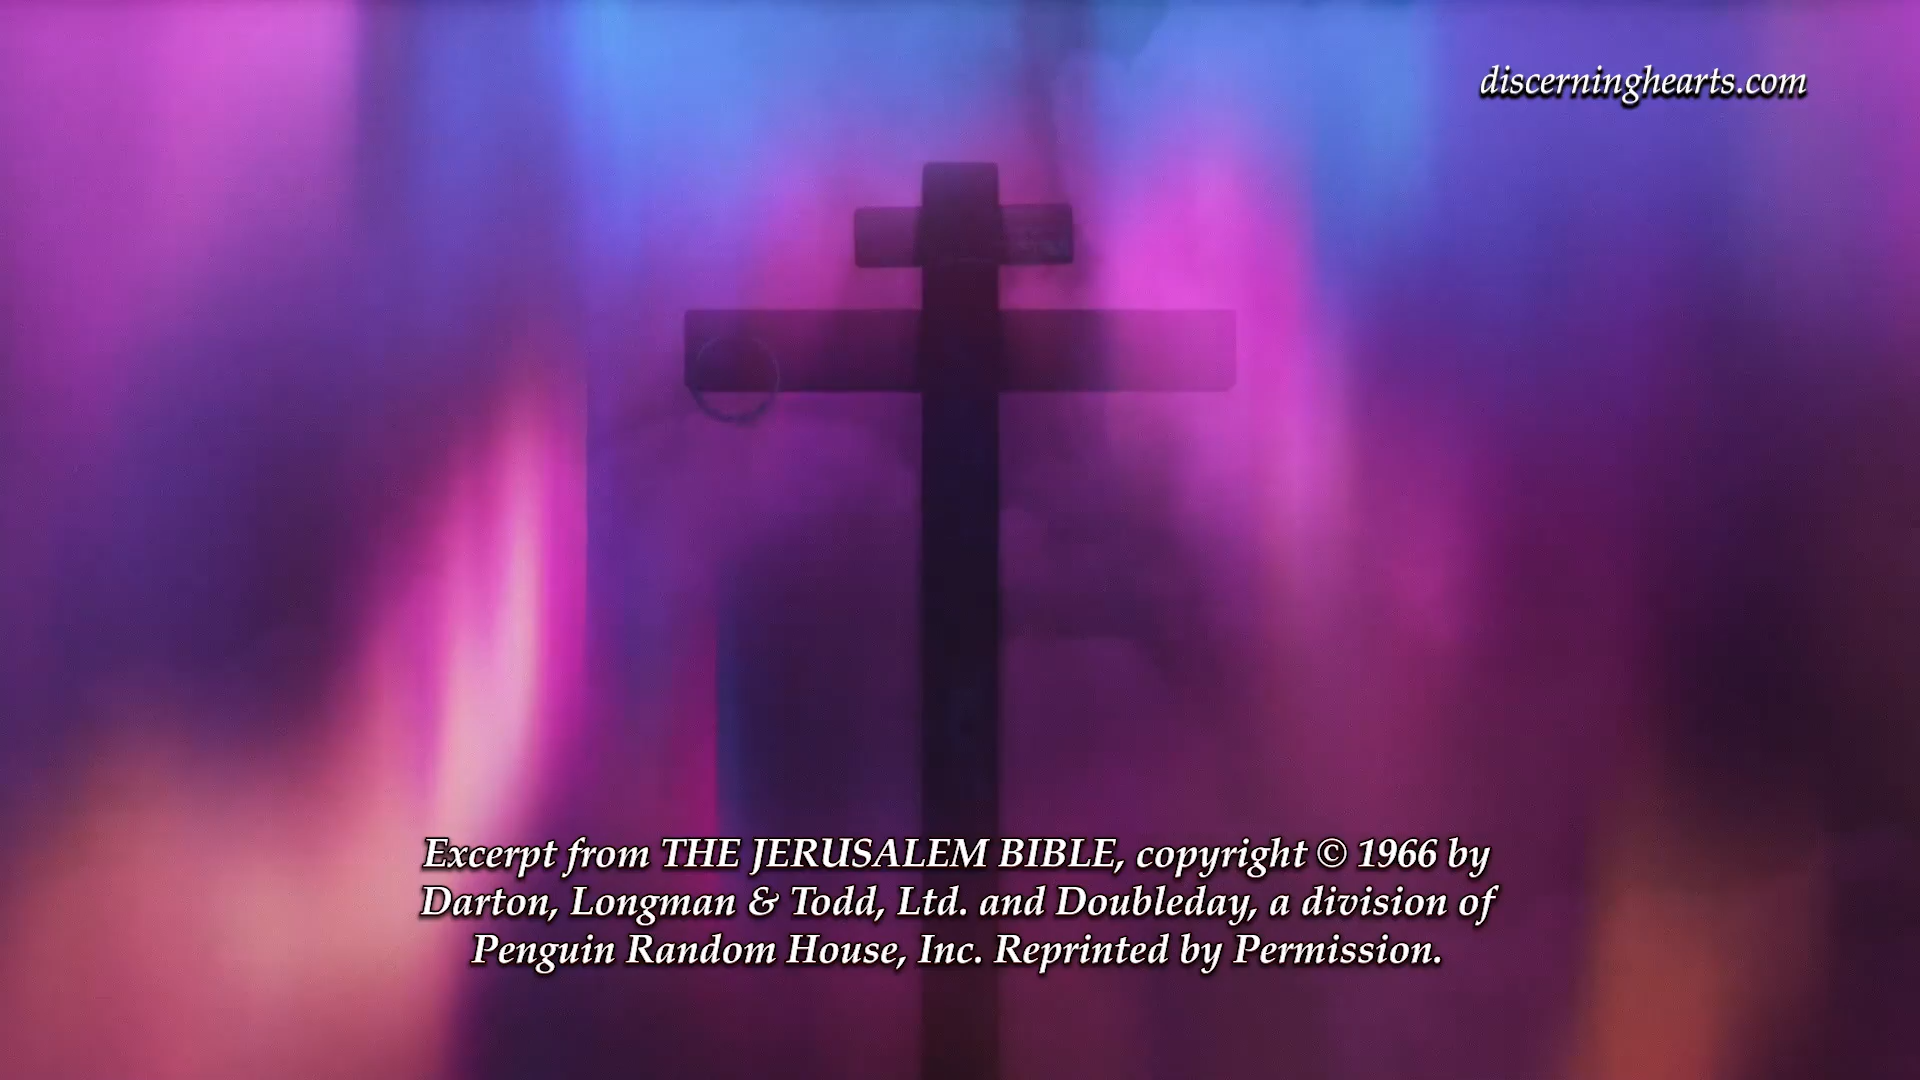 discerninghearts.com
Excerpt from THE JERUSALEM BIBLE, copyright © 1966 by
Darton, Longman & Todd, Ltd. and Doubleday, a division of
Penguin Random House, Inc. Reprinted by Permission.